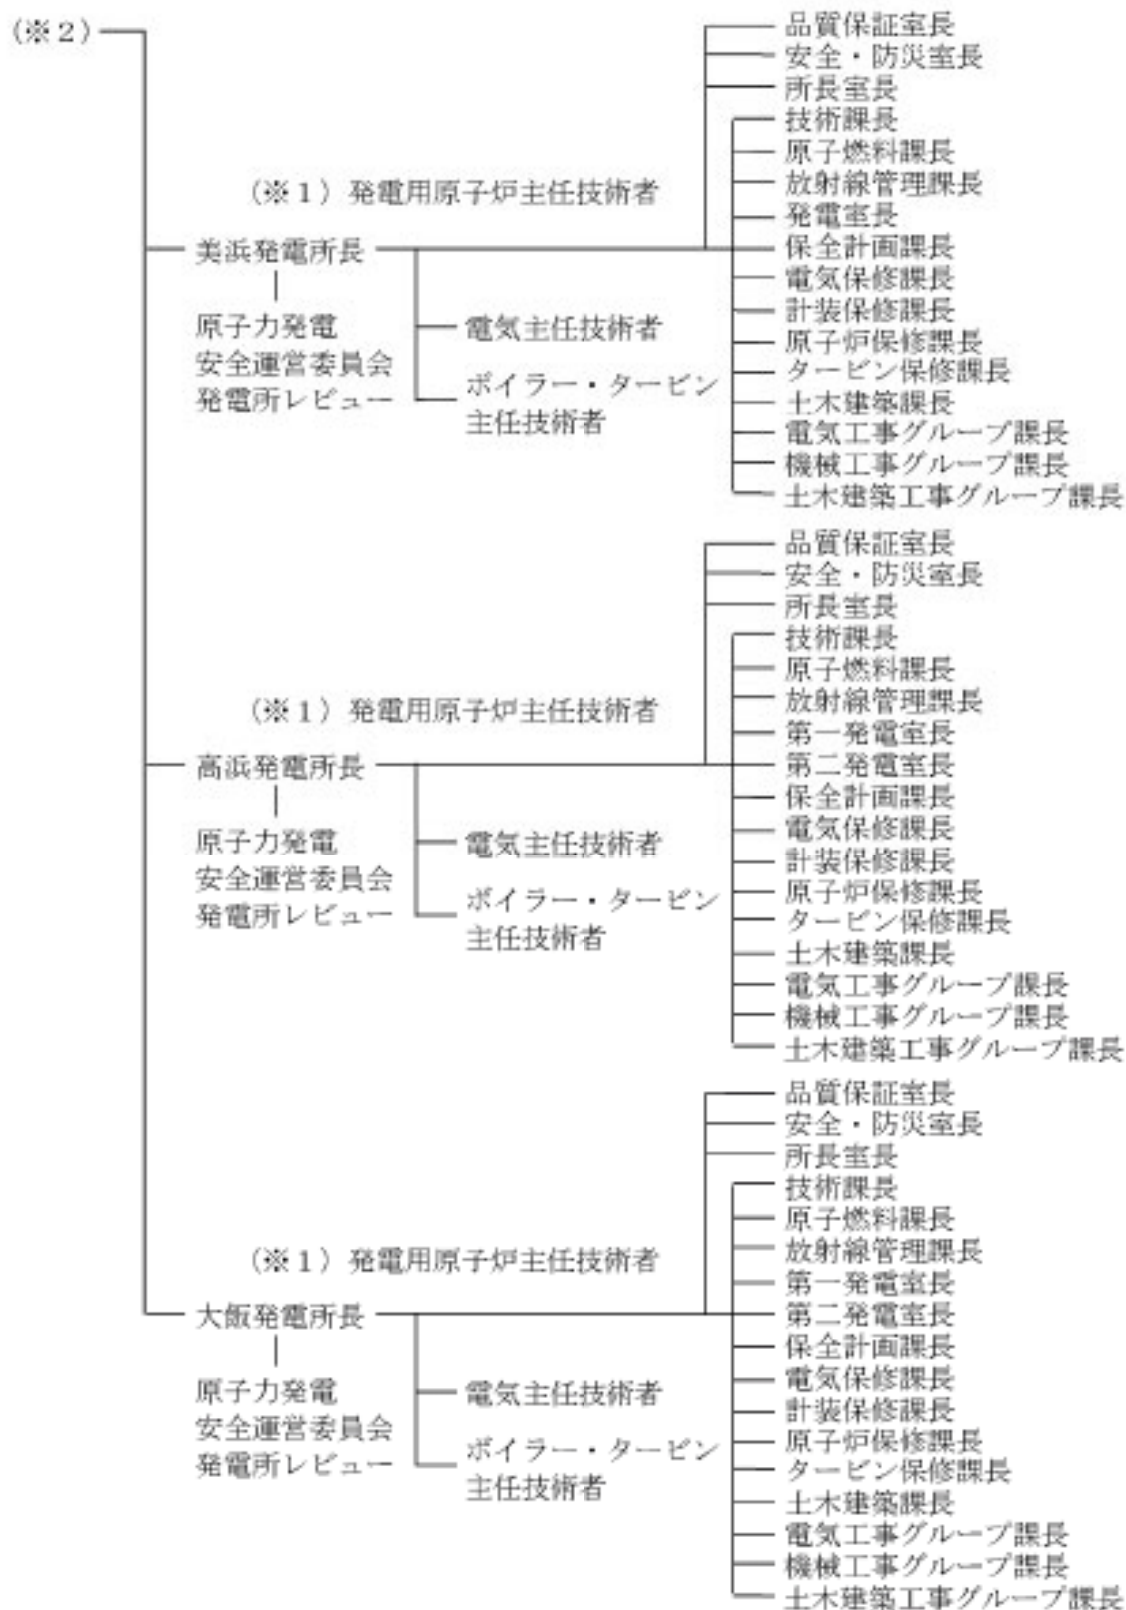 (※２)
品質保証室長
安全・防災室長
所長室長
技術課長
原子燃料課長
放射線管理課長
発電室長
保全計画課長
電気保修課長
計装保修課長
原子炉保修課長
タービン保修課長
土木建築課長
電気工事グループ課長
機械工事グループ課長
土木建築工事グループ課長
(※１) 発電用原子炉主任技術者
美浜発電所長
原子力発電
安全運営委員会
発電所レビュー
電気主任技術者
ボイラー・タービン
主任技術者
品質保証室長
安全・防災室長
所長室長
技術課長
原子燃料課長
放射線管理課長
第一発電室長
第二発電室長
保全計画課長
電気保修課長
計装保修課長
原子炉保修課長
タービン保修課長
土木建築課長
電気工事グループ課長
機械工事グループ課長
土木建築工事グループ課長
(※１) 発電用原子炉主任技術者
高浜発電所長
原子力発電
安全運営委員会
発電所レビュー
電気主任技術者
ボイラー・タービン
主任技術者
品質保証室長
安全・防災室長
所長室長
技術課長
原子燃料課長
放射線管理課長
第一発電室長
第二発電室長
保全計画課長
電気保修課長
計装保修課長
原子炉保修課長
タービン保修課長
土木建築課長
電気工事グループ課長
機械工事グループ課長
土木建築工事グループ課長
(※１) 発電用原子炉主任技術者
大飯発電所長
原子力発電
安全運営委員会
発電所レビュー
電気主任技術者
ボイラー・タービン
主任技術者